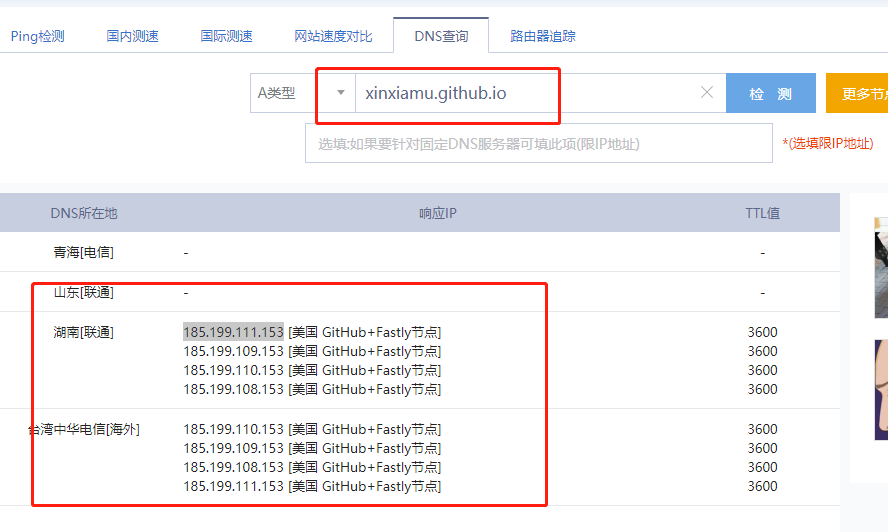 Ping检测 国内测速 国际测速 网站速度对比 DNS查询 路由器追踪
A类型 xinxiamu.github.io 检 测 更多节点
选填:如果要针对固定DNS服务器可填此项(限IP地址) *(选填限IP地址)
DNS所在地 响应IP TTL值
青海[电信] - -
山东[联通] - -
湖南[联通] 185.199.111.153 [美国 GitHub+Fastly节点] 3600
185.199.109.153 [美国 GitHub+Fastly节点] 3600
185.199.110.153 [美国 GitHub+Fastly节点] 3600
185.199.108.153 [美国 GitHub+Fastly节点] 3600
台湾中华电信[海外] 185.199.110.153 [美国 GitHub+Fastly节点] 3600
185.199.109.153 [美国 GitHub+Fastly节点] 3600
185.199.108.153 [美国 GitHub+Fastly节点] 3600
185.199.111.153 [美国 GitHub+Fastly节点] 3600